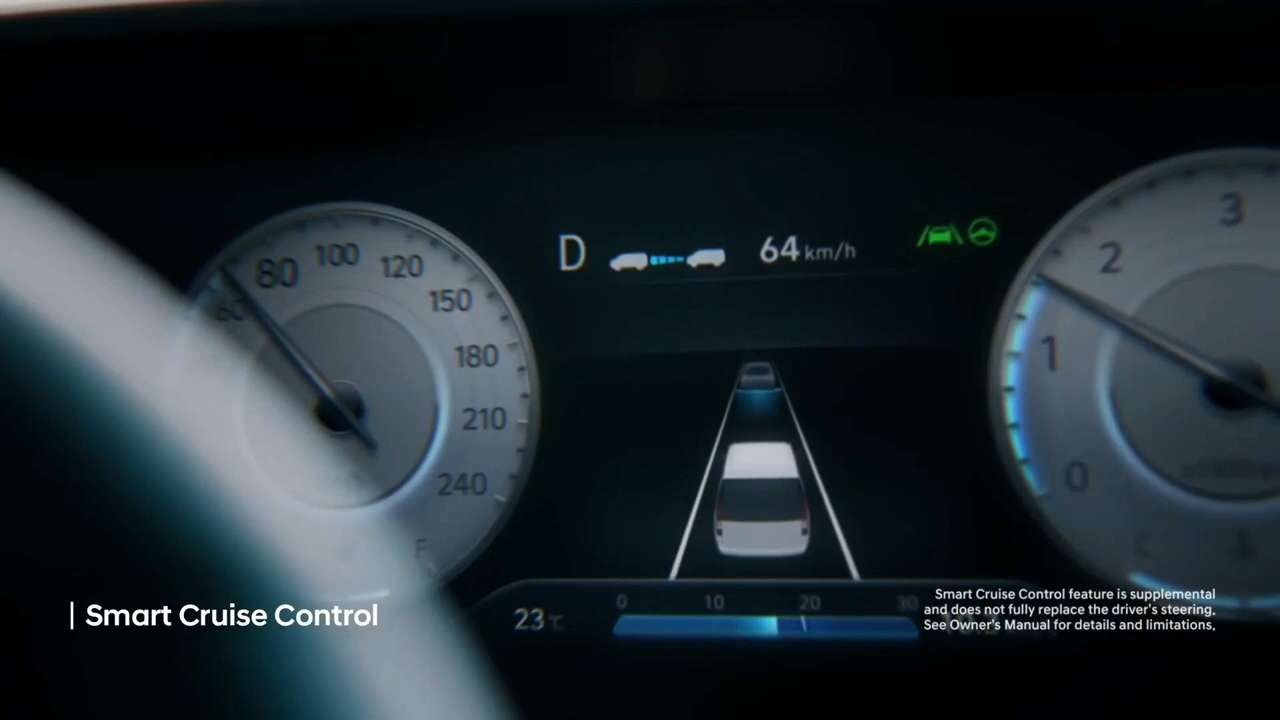 80 100 120
60
150
180
210
240
F
D 64 km/h
3
2
1
0
C
0 10 20 30
23 °C
| Smart Cruise Control
Smart Cruise Control feature is supplemental
and does not fully replace the driver's steering.
See Owner's Manual for details and limitations.